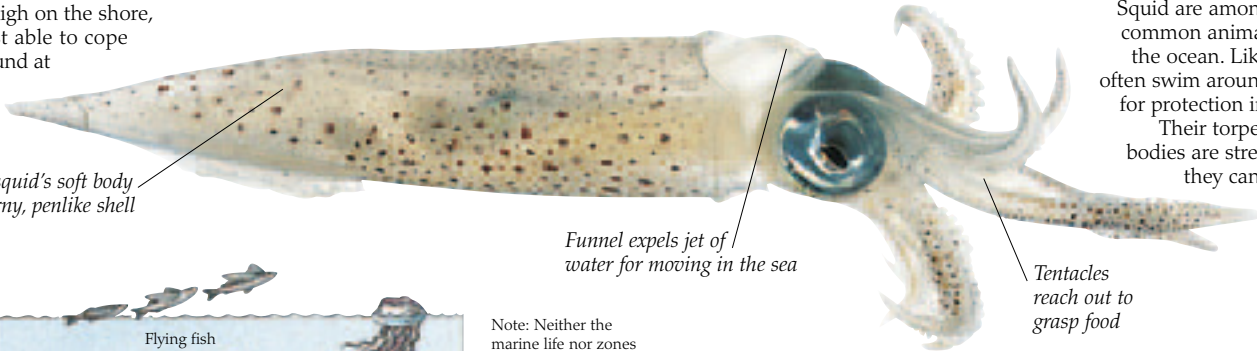 igh on the shore,
st able to cope
und at
quid's soft body
rny, penlike shell
Funnel expels jet of
water for moving in the sea
Squid are amon
common anima
the ocean. Lik
often swim aroun
for protection i
Their torpe
bodies are stre
they can
Tentacles
reach out to
grasp food
Flying fish
Note: Neither the
marine life nor zones